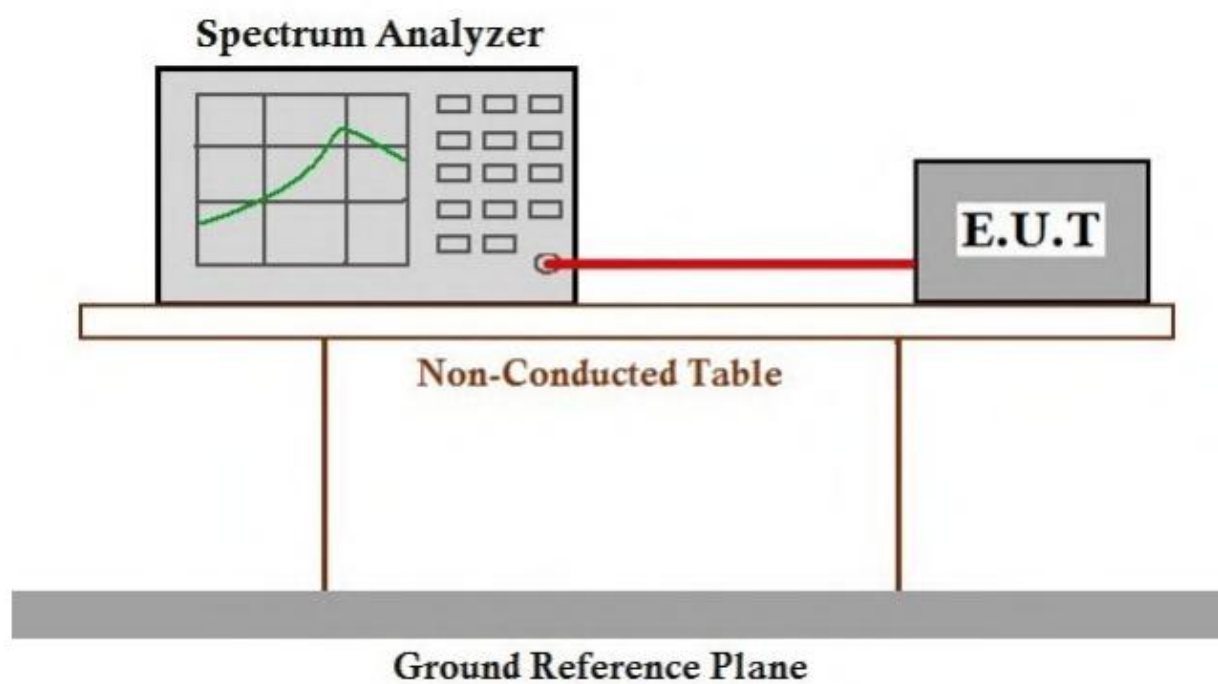 Spectrum Analyzer
E.U.T
Non-Conducted Table
Ground Reference Plane